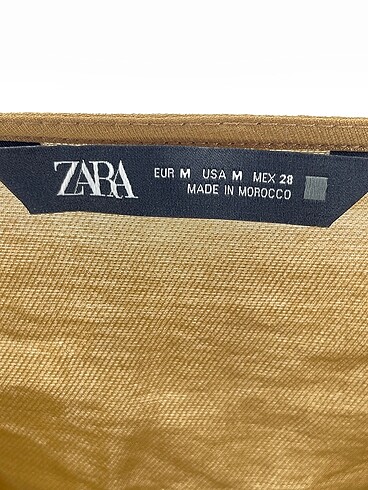 ZARA
EUR M USA M MEX 28
MADE IN MOROCCO